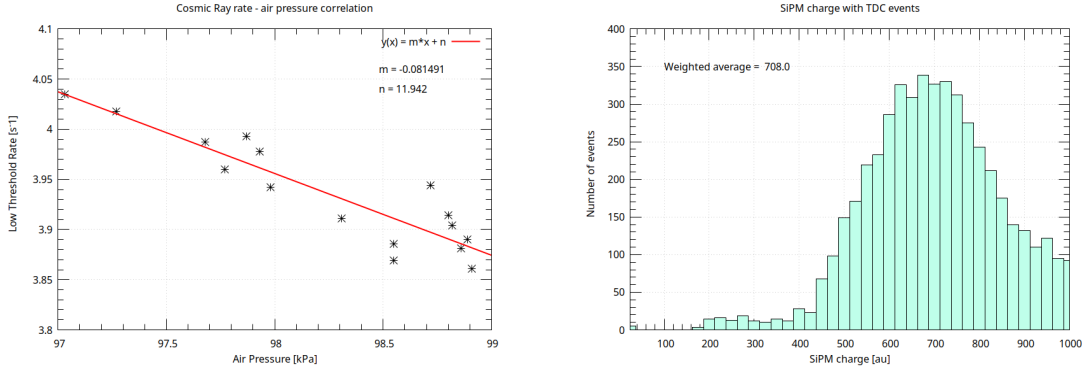 Cosmic Ray rate - air pressure correlation
4.1
4.05
4
3.95
3.9
3.85
3.8
Low Threshold Rate [s⁻¹]
y(x) = m*x + n
m = -0.081491
n = 11.942
97 97.5 98 98.5 99
Air Pressure [kPa]
SiPM charge with TDC events
400
350
300
250
200
150
100
50
0
Number of events
Weighted average = 708.0
100 200 300 400 500 600 700 800 900 1000
SiPM charge [au]